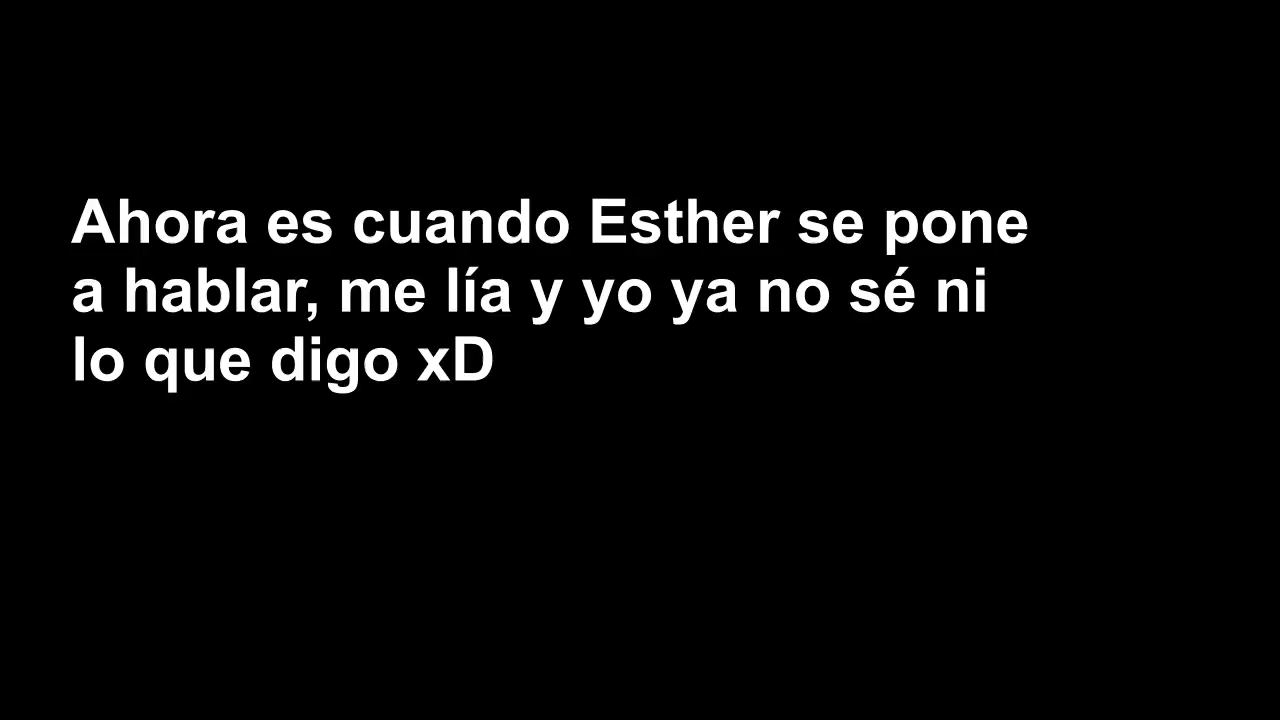 Ahora es cuando Esther se pone
a hablar, me lía y yo ya no sé ni
lo que digo xD